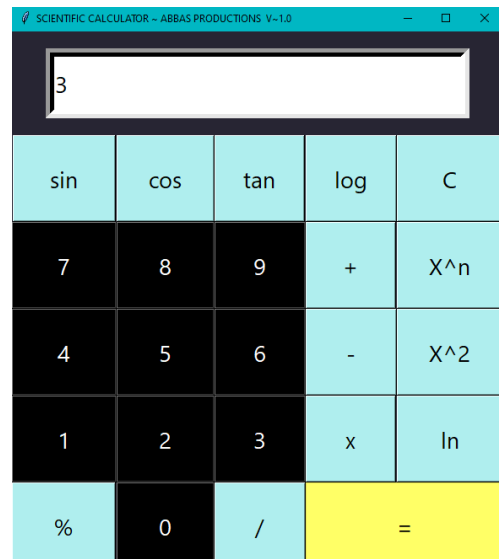 SCIENTIFIC CALCULATOR ~ ABBAS PRODUCTIONS V~1.0
3
sin cos tan log C
7 8 9 + X^n
4 5 6 - X^2
1 2 3 x ln
% 0 / =